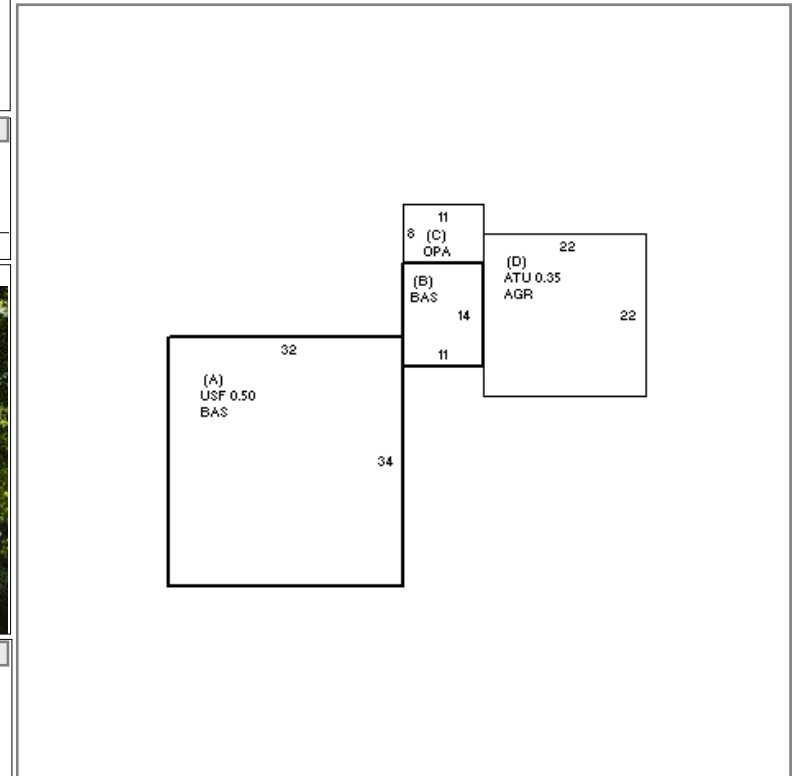 11
8 (C)
OPA
22
(D)
ATU 0.35
AGR
22
(B)
BAS
14
11
32
(A)
USF 0.50
BAS
34